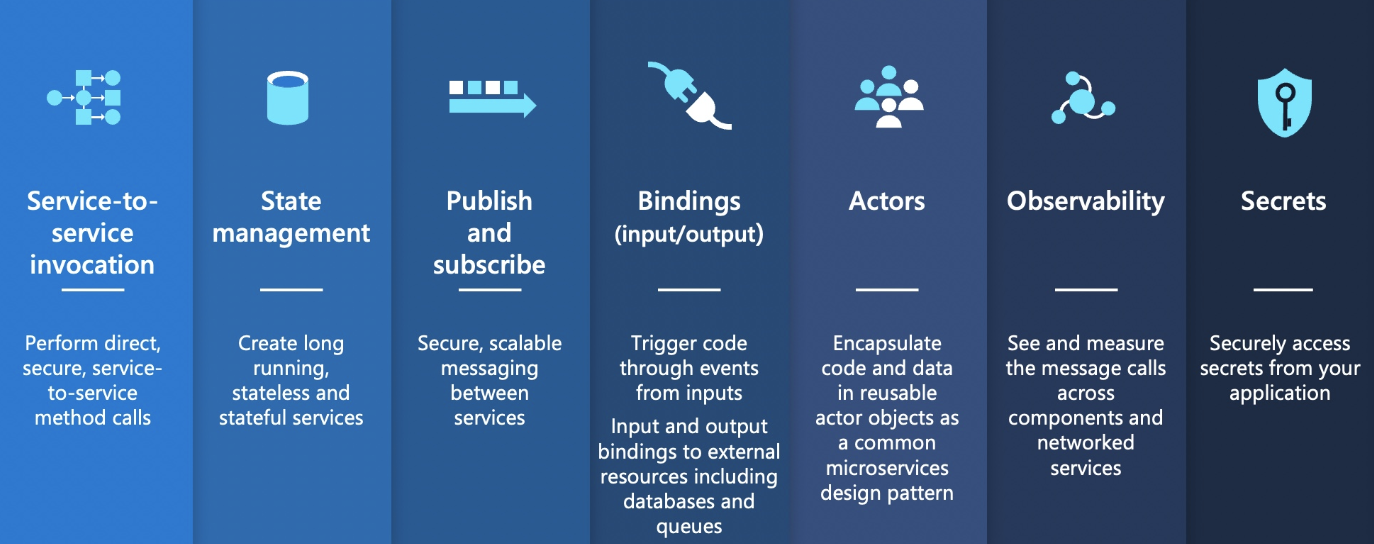 Service-to-
service
invocation
Perform direct,
secure, service-
to-service
method calls
State
management
Create long
running,
stateless and
stateful services
Publish
and
subscribe
Secure, scalable
messaging
between
services
Bindings
(input/output)
Trigger code
through events
from inputs
Input and output
bindings to external
resources including
databases and
queues
Actors
Encapsulate
code and data
in reusable
actor objects as
a common
microservices
design pattern
Observability
See and measure
the message calls
across
components and
networked
services
Secrets
Securely access
secrets from your
application